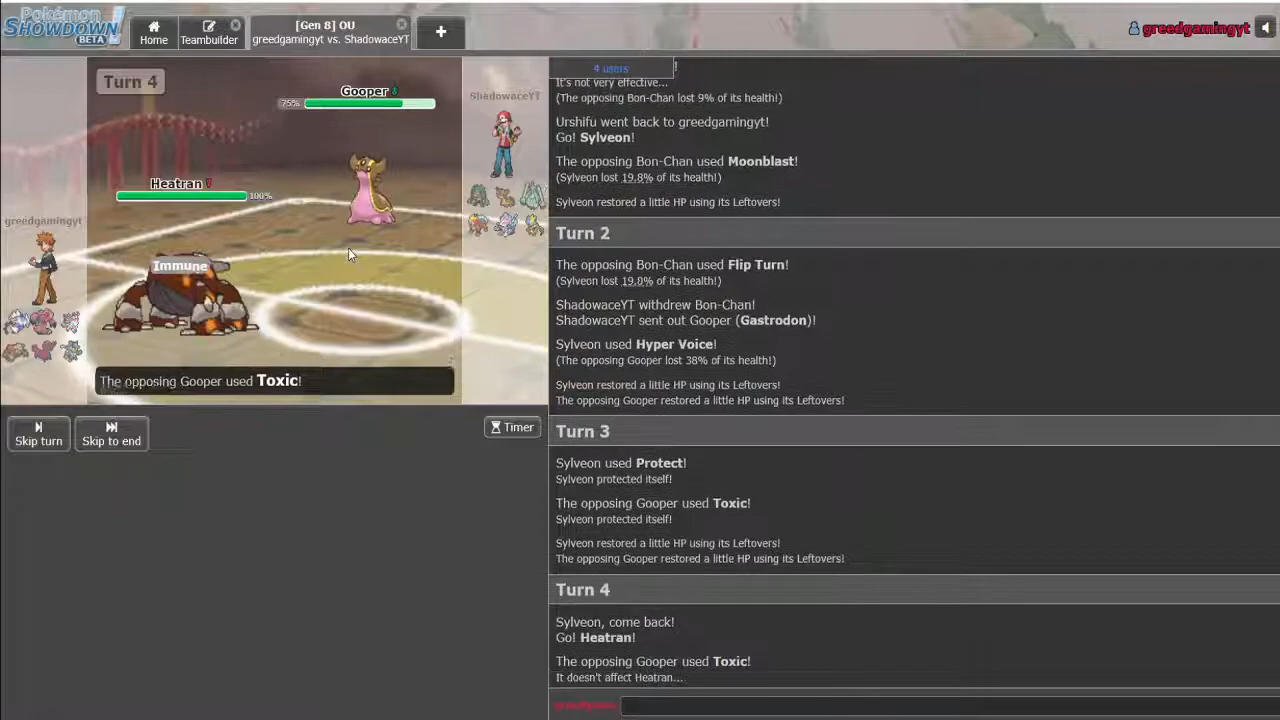 Pokémon
SHOWDOWN
BETA
Home
Teambuilder
[Gen 8] OU
greedgamingyt vs. ShadowaceYT
+
greedgamingyt
Turn 4
Gooper
75%
ShadowaceYT
Heatran
100%
greedgamingyt
Immune
The opposing Gooper used Toxic!
Skip turn
Skip to end
Timer
4 users
!
It's not very effective...
(The opposing Bon-Chan lost 9% of its health!)
Urshifu went back to greedgamingyt!
Go! Sylveon!
The opposing Bon-Chan used Moonblast!
(Sylveon lost 19.8% of its health!)
Sylveon restored a little HP using its Leftovers!
Turn 2
The opposing Bon-Chan used Flip Turn!
(Sylveon lost 19.0% of its health!)
ShadowaceYT withdrew Bon-Chan!
ShadowaceYT sent out Gooper (Gastrodon)!
Sylveon used Hyper Voice!
(The opposing Gooper lost 38% of its health!)
Sylveon restored a little HP using its Leftovers!
The opposing Gooper restored a little HP using its Leftovers!
Turn 3
Sylveon used Protect!
Sylveon protected itself!
The opposing Gooper used Toxic!
Sylveon protected itself!
Sylveon restored a little HP using its Leftovers!
The opposing Gooper restored a little HP using its Leftovers!
Turn 4
Sylveon, come back!
Go! Heatran!
The opposing Gooper used Toxic!
It doesn't affect Heatran...